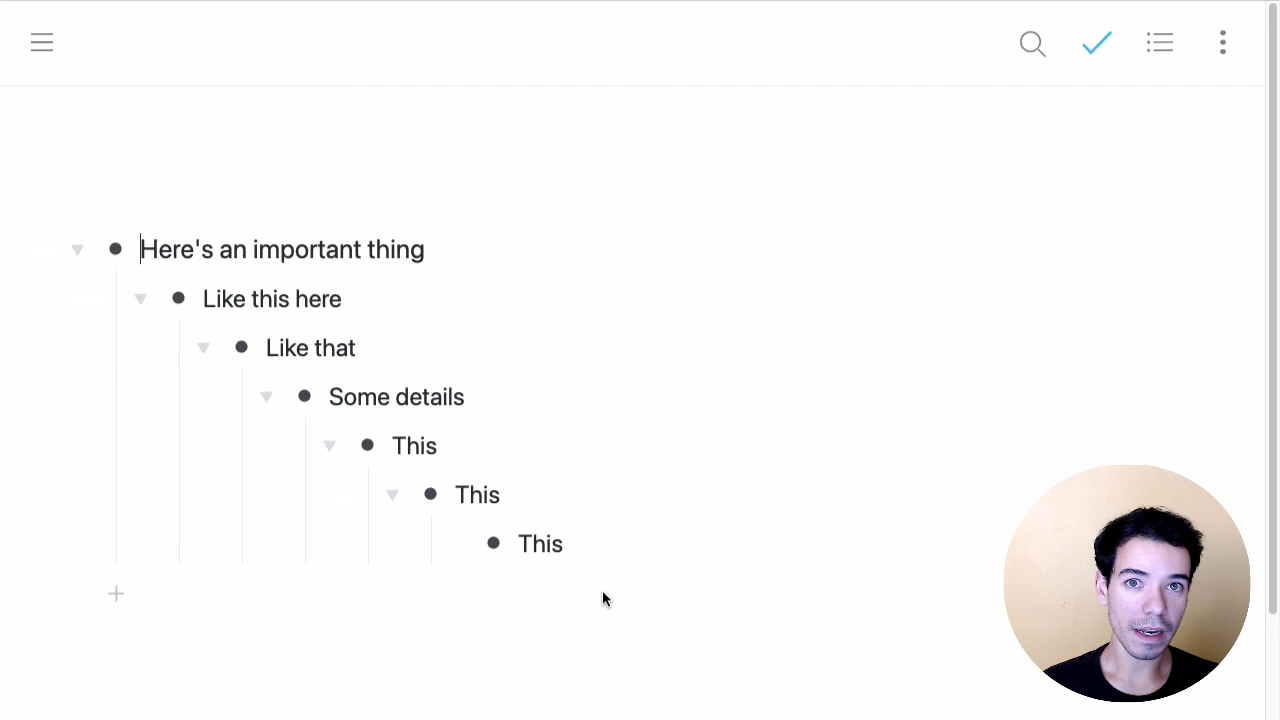 Here's an important thing
Like this here
Like that
Some details
This
This
This